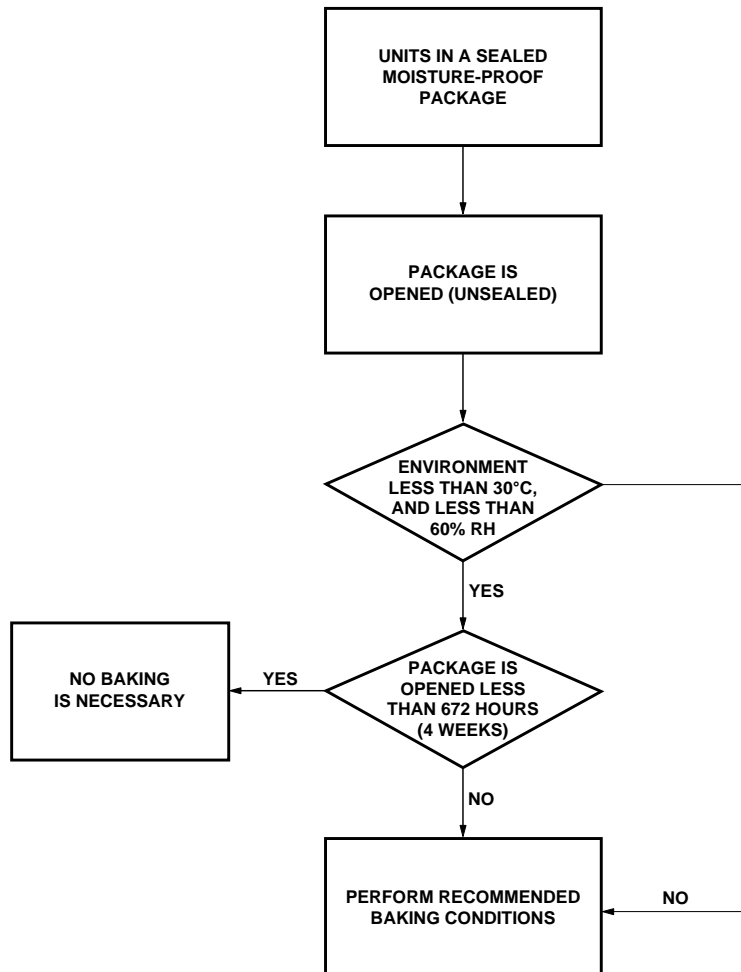 UNITS IN A SEALED
MOISTURE-PROOF
PACKAGE
PACKAGE IS
OPENED (UNSEALED)
ENVIRONMENT
LESS THAN 30°C,
AND LESS THAN
60% RH
YES
PACKAGE IS
OPENED LESS
THAN 672 HOURS
(4 WEEKS)
YES
NO BAKING
IS NECESSARY
NO
PERFORM RECOMMENDED
BAKING CONDITIONS
NO